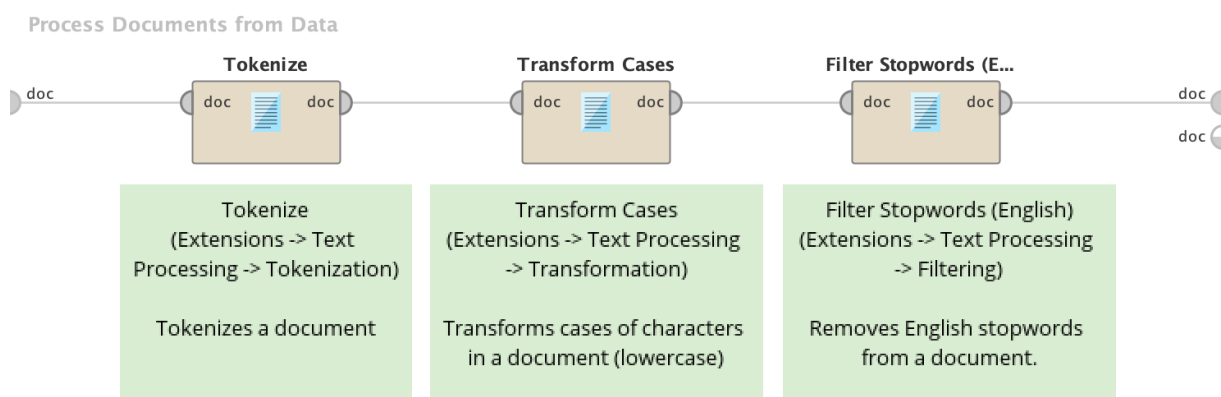 Process Documents from Data
Tokenize
Transform Cases
Filter Stopwords (E...
doc
doc
doc
doc
doc
doc
doc
doc
doc
Tokenize
(Extensions -> Text
Processing -> Tokenization)
Tokenizes a document
Transform Cases
(Extensions -> Text Processing
-> Transformation)
Transforms cases of characters
in a document (lowercase)
Filter Stopwords (English)
(Extensions -> Text Processing
-> Filtering)
Removes English stopwords
from a document.